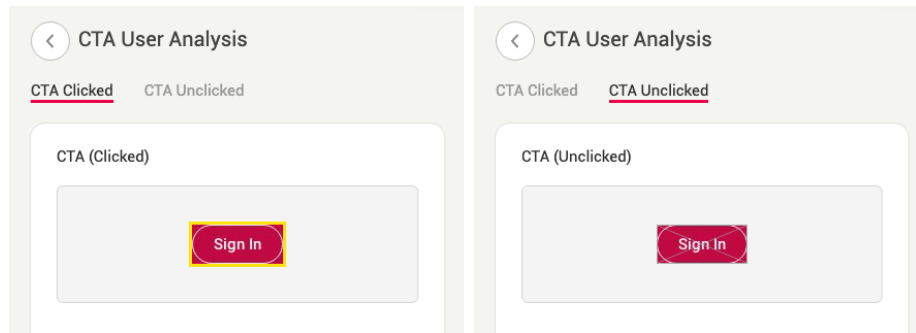 CTA User Analysis
CTA Clicked CTA Unclicked
CTA (Clicked)
Sign In
CTA User Analysis
CTA Clicked CTA Unclicked
CTA (Unclicked)
Sign In